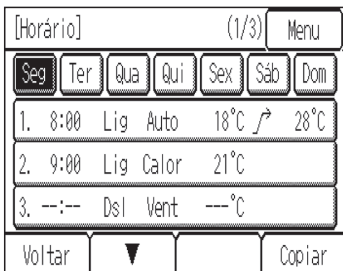 [Horário] (1/3) Menu
Seg Ter Qua Qui Sex Sáb Dom
1. 8:00 Lig Auto 18°C 28°C
2. 9:00 Lig Calor 21°C
3. --:-- Dsl Vent ---°C
Voltar ▼ Copiar